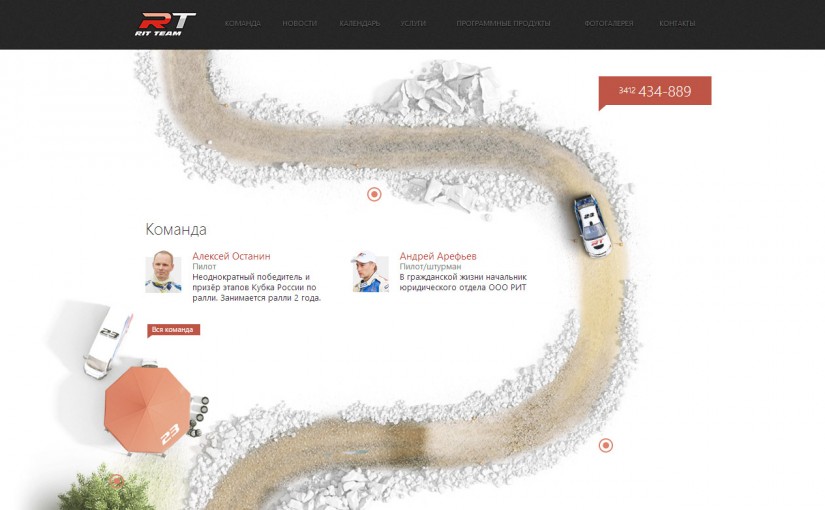 RT
RIT TEAM
КОМАНДА НОВОСТИ КАЛЕНДАРЬ УСЛУГИ ПРОГРАММНЫЕ ПРОДУКТЫ ФОТОГАЛЕРЕЯ КОНТАКТЫ
3412 434-889
23
RT
Команда
Алексей Останин
Пилот
Неоднократный победитель и
призёр этапов Кубка России по
ралли. Занимается ралли 2 года.
Андрей Арефьев
Пилот/штурман
В гражданской жизни начальник
юридического отдела ООО РИТ
Вся команда
23
23